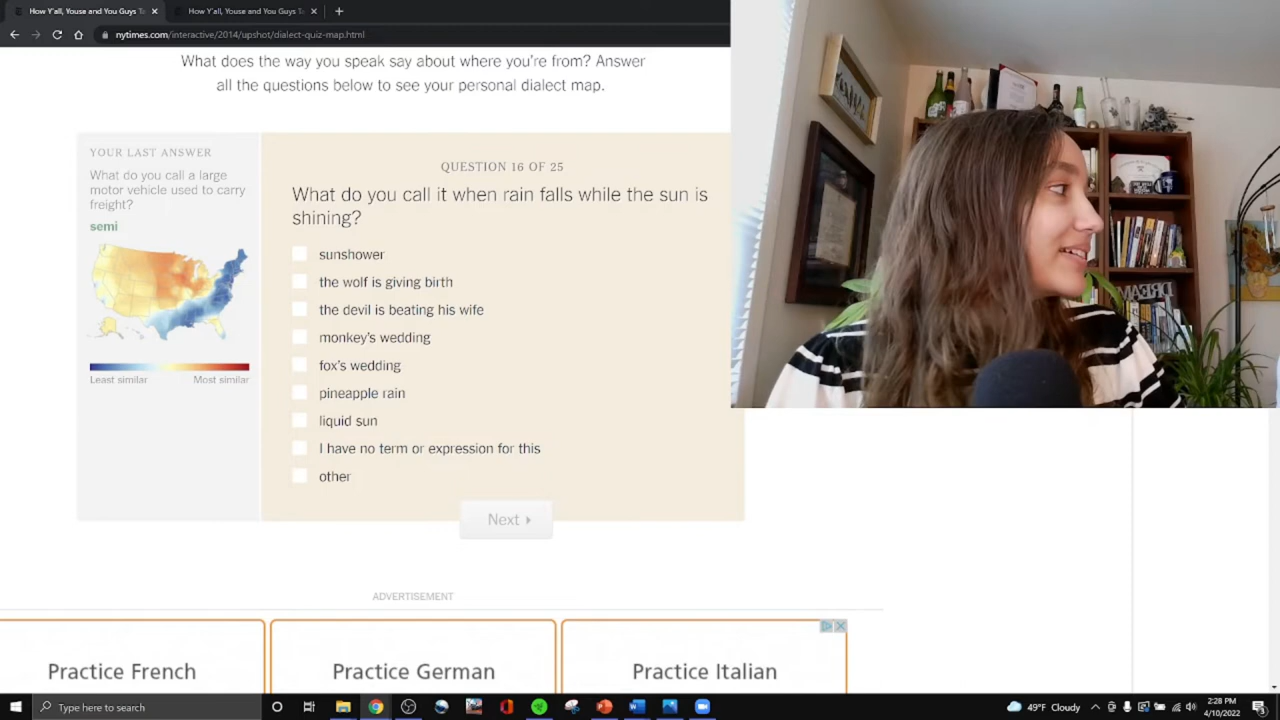 How Y'all, Youse and You Guys T
How Y'all, Youse and You Guys T
nytimes.com/interactive/2014/upshot/dialect-quiz-map.html
What does the way you speak say about where you're from? Answer
all the questions below to see your personal dialect map.
YOUR LAST ANSWER
What do you call a large
motor vehicle used to carry
freight?
semi
Least similar
Most similar
QUESTION 16 OF 25
What do you call it when rain falls while the sun is
shining?
sunshower
the wolf is giving birth
the devil is beating his wife
monkey's wedding
fox's wedding
pineapple rain
liquid sun
I have no term or expression for this
other
Next
DREAM
ADVERTISEMENT
Practice French
Practice German
Practice Italian
Type here to search
49°F Cloudy
2:28 PM
4/10/2022